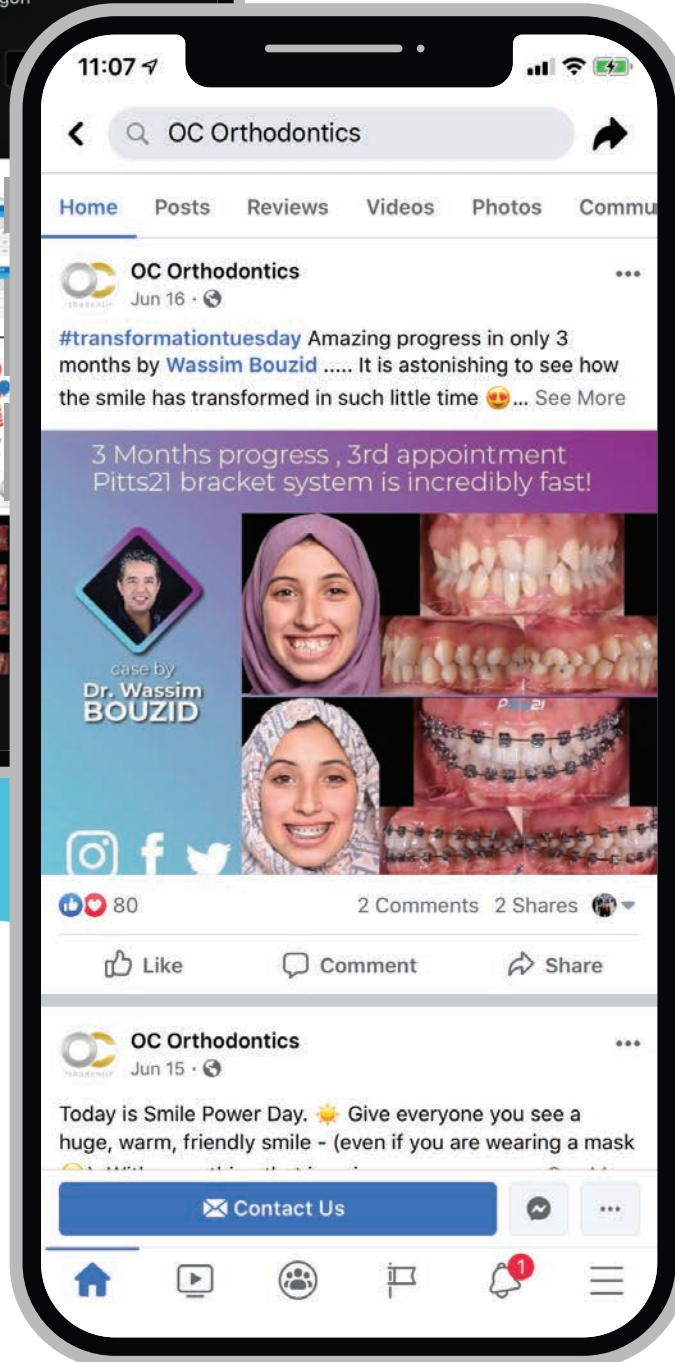 11:07
OC Orthodontics
Home Posts Reviews Videos Photos Commu
OC Orthodontics
Jun 16 ·
#transformationtuesday Amazing progress in only 3
months by Wassim Bouzid ..... It is astonishing to see how
the smile has transformed in such little time 😍... See More
3 Months progress , 3rd appointment
Pitts21 bracket system is incredibly fast!
case by
Dr. Wassim
BOUZID
Pitts21
80 2 Comments 2 Shares
Like Comment Share
OC Orthodontics
Jun 15 ·
Today is Smile Power Day. ☀️ Give everyone you see a
huge, warm, friendly smile - (even if you are wearing a mask
Contact Us
1